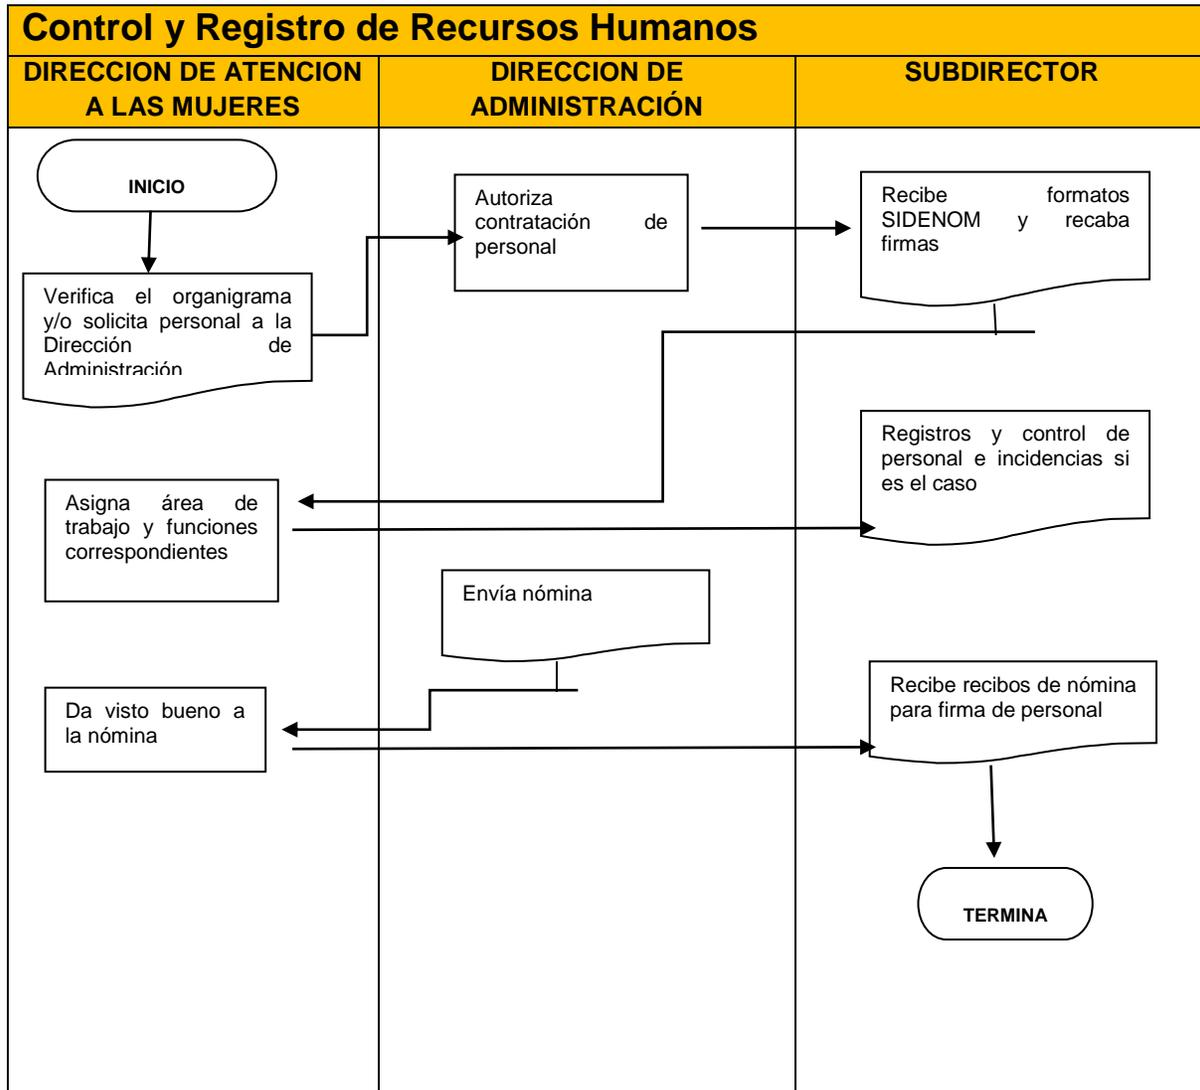 Control y Registro de Recursos Humanos
DIRECCION DE ATENCION
A LAS MUJERES
DIRECCION DE
ADMINISTRACIÓN
SUBDIRECTOR
INICIO
Verifica el organigrama
y/o solicita personal a la
Dirección de
Administración
Autoriza
contratación de
personal
Recibe formatos
SIDENOM y recaba
firmas
Asigna área de
trabajo y funciones
correspondientes
Registros y control de
personal e incidencias si
es el caso
Envía nómina
Da visto bueno a
la nómina
Recibe recibos de nómina
para firma de personal
TERMINA